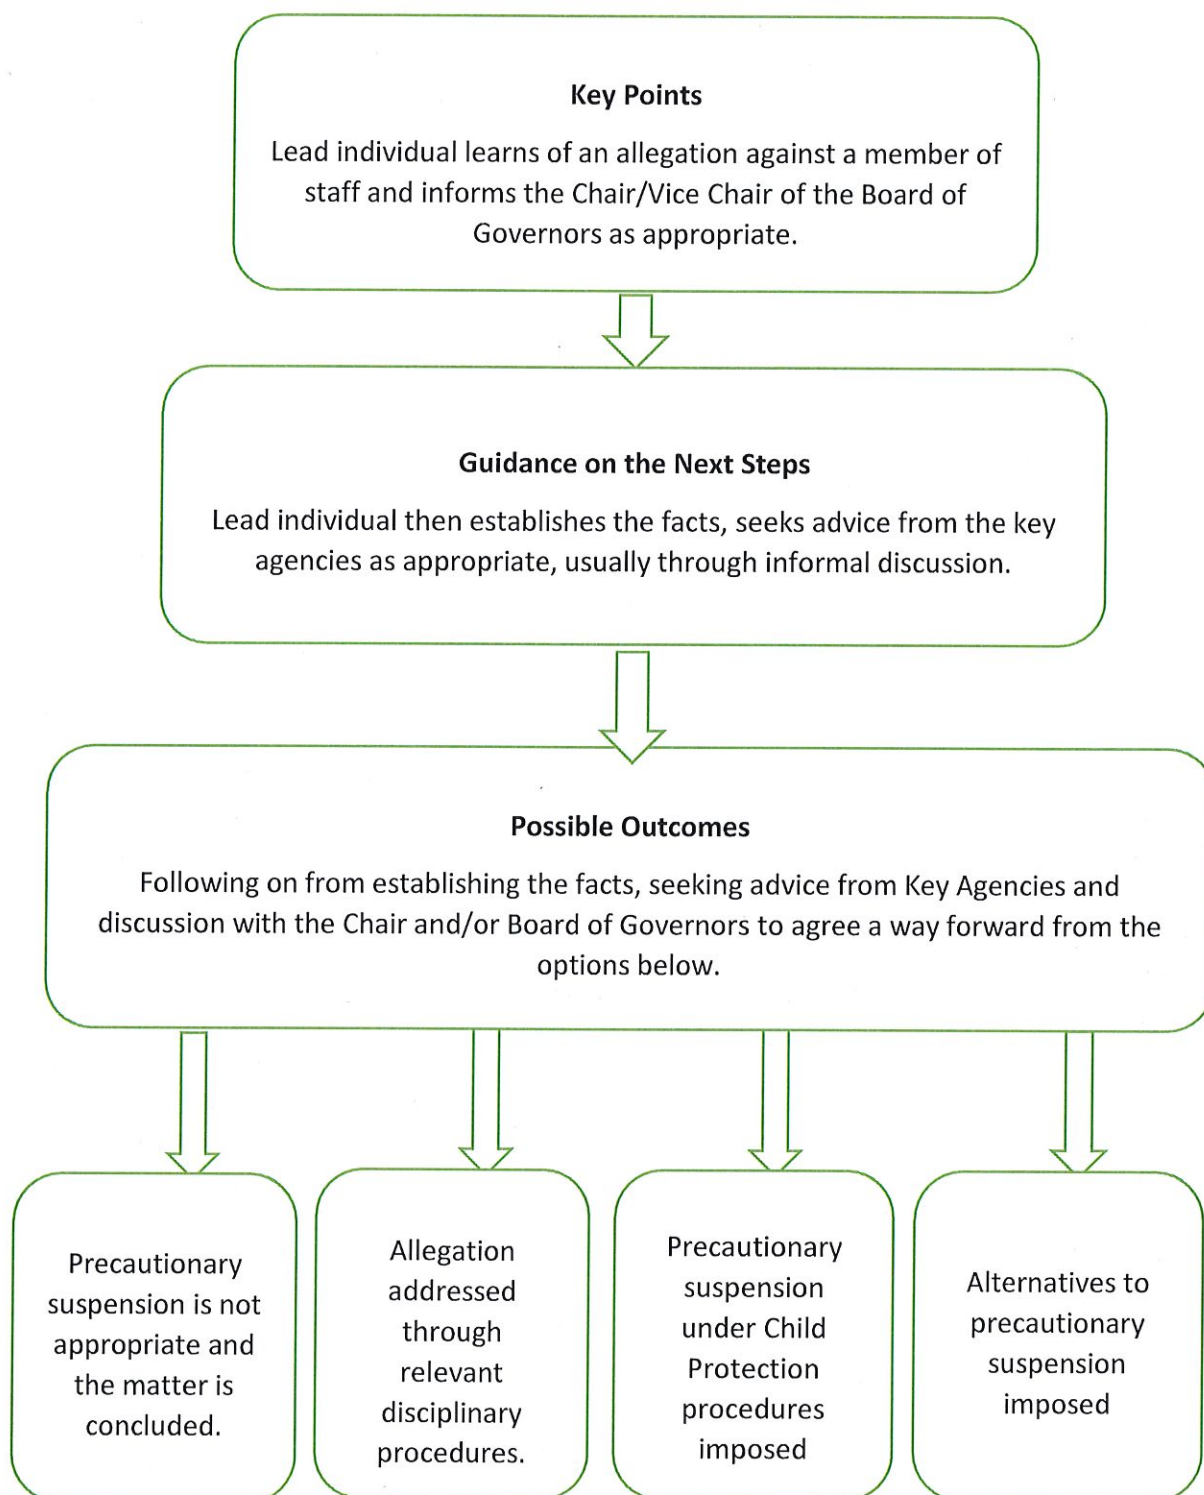 Key Points
Lead individual learns of an allegation against a member of
staff and informs the Chair/Vice Chair of the Board of
Governors as appropriate.
Guidance on the Next Steps
Lead individual then establishes the facts, seeks advice from the key
agencies as appropriate, usually through informal discussion.
Possible Outcomes
Following on from establishing the facts, seeking advice from Key Agencies and
discussion with the Chair and/or Board of Governors to agree a way forward from the
options below.
Precautionary
suspension is not
appropriate and
the matter is
concluded.
Allegation
addressed
through
relevant
disciplinary
procedures.
Precautionary
suspension
under Child
Protection
procedures
imposed
Alternatives to
precautionary
suspension
imposed